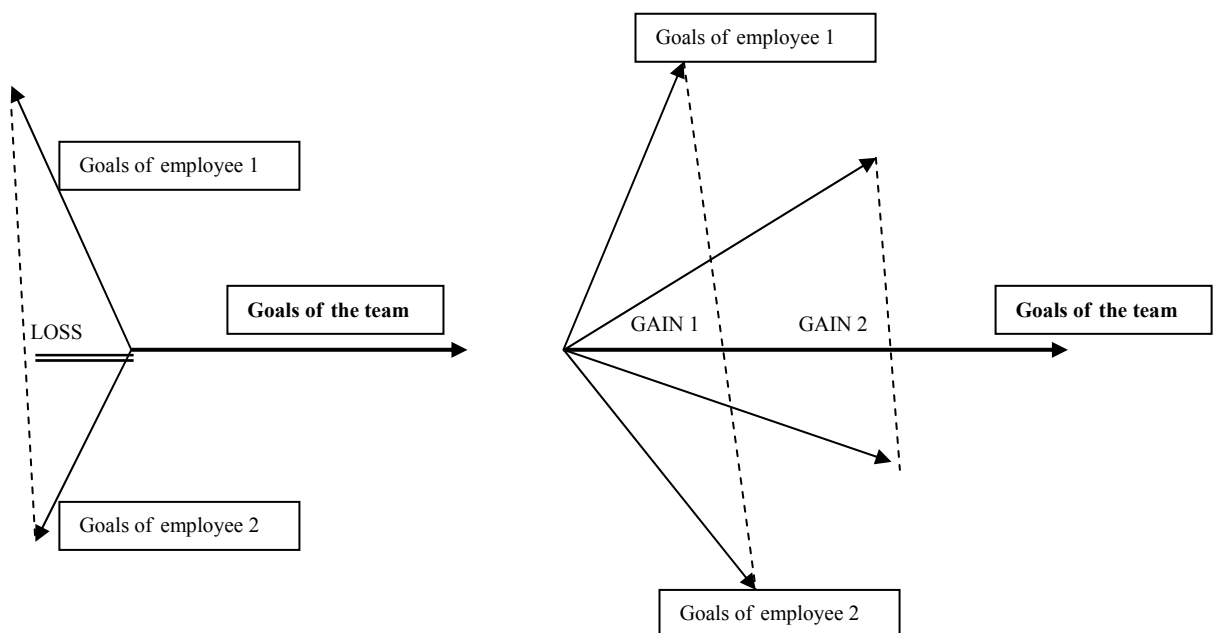 Goals of employee 1
Goals of the team
LOSS
Goals of employee 2
Goals of employee 1
GAIN 1
GAIN 2
Goals of the team
Goals of employee 2